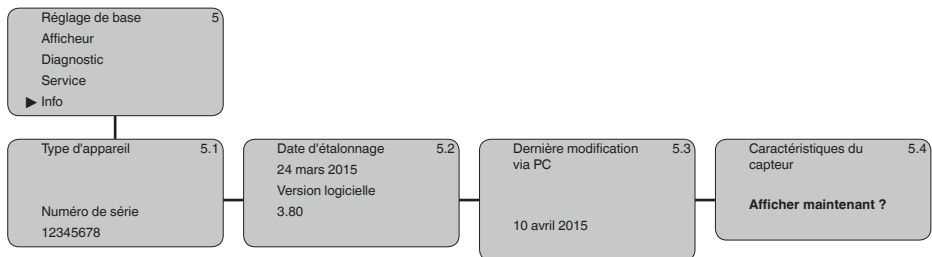 Réglage de base 5
Afficheur
Diagnostic
Service
▶ Info
Type d'appareil 5.1
Numéro de série
12345678
Date d'étalonnage 5.2
24 mars 2015
Version logicielle
3.80
Dernière modification 5.3
via PC
10 avril 2015
Caractéristiques du 5.4
capteur
Afficher maintenant ?